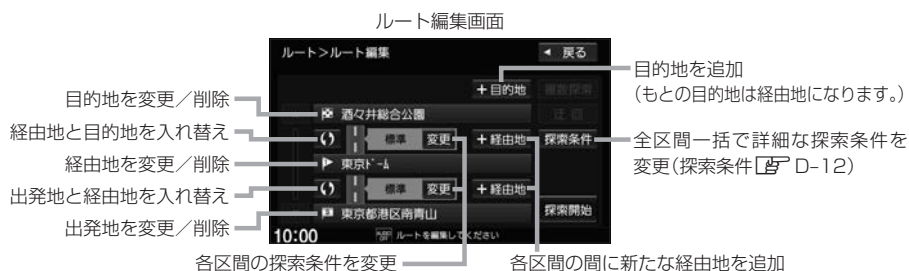 ルート編集画面
ルート>ルート編集
◀ 戻る
+目的地
複数探索
酒々井総合公園
迂回
標準
変更
+経由地
探索条件
東京ドーム
標準
変更
+経由地
東京都港区南青山
探索開始
10:00
ルートを編集してください
目的地を変更/削除
経由地と目的地を入れ替え
経由地を変更/削除
出発地と経由地を入れ替え
出発地を変更/削除
目的地を追加
(もとの目的地は経由地になります。)
全区間一括で詳細な探索条件を
変更(探索条件 D-12)
各区間の探索条件を変更
各区間の間に新たな経由地を追加